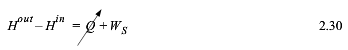 H^out – H^in = Q + W_S 2.30